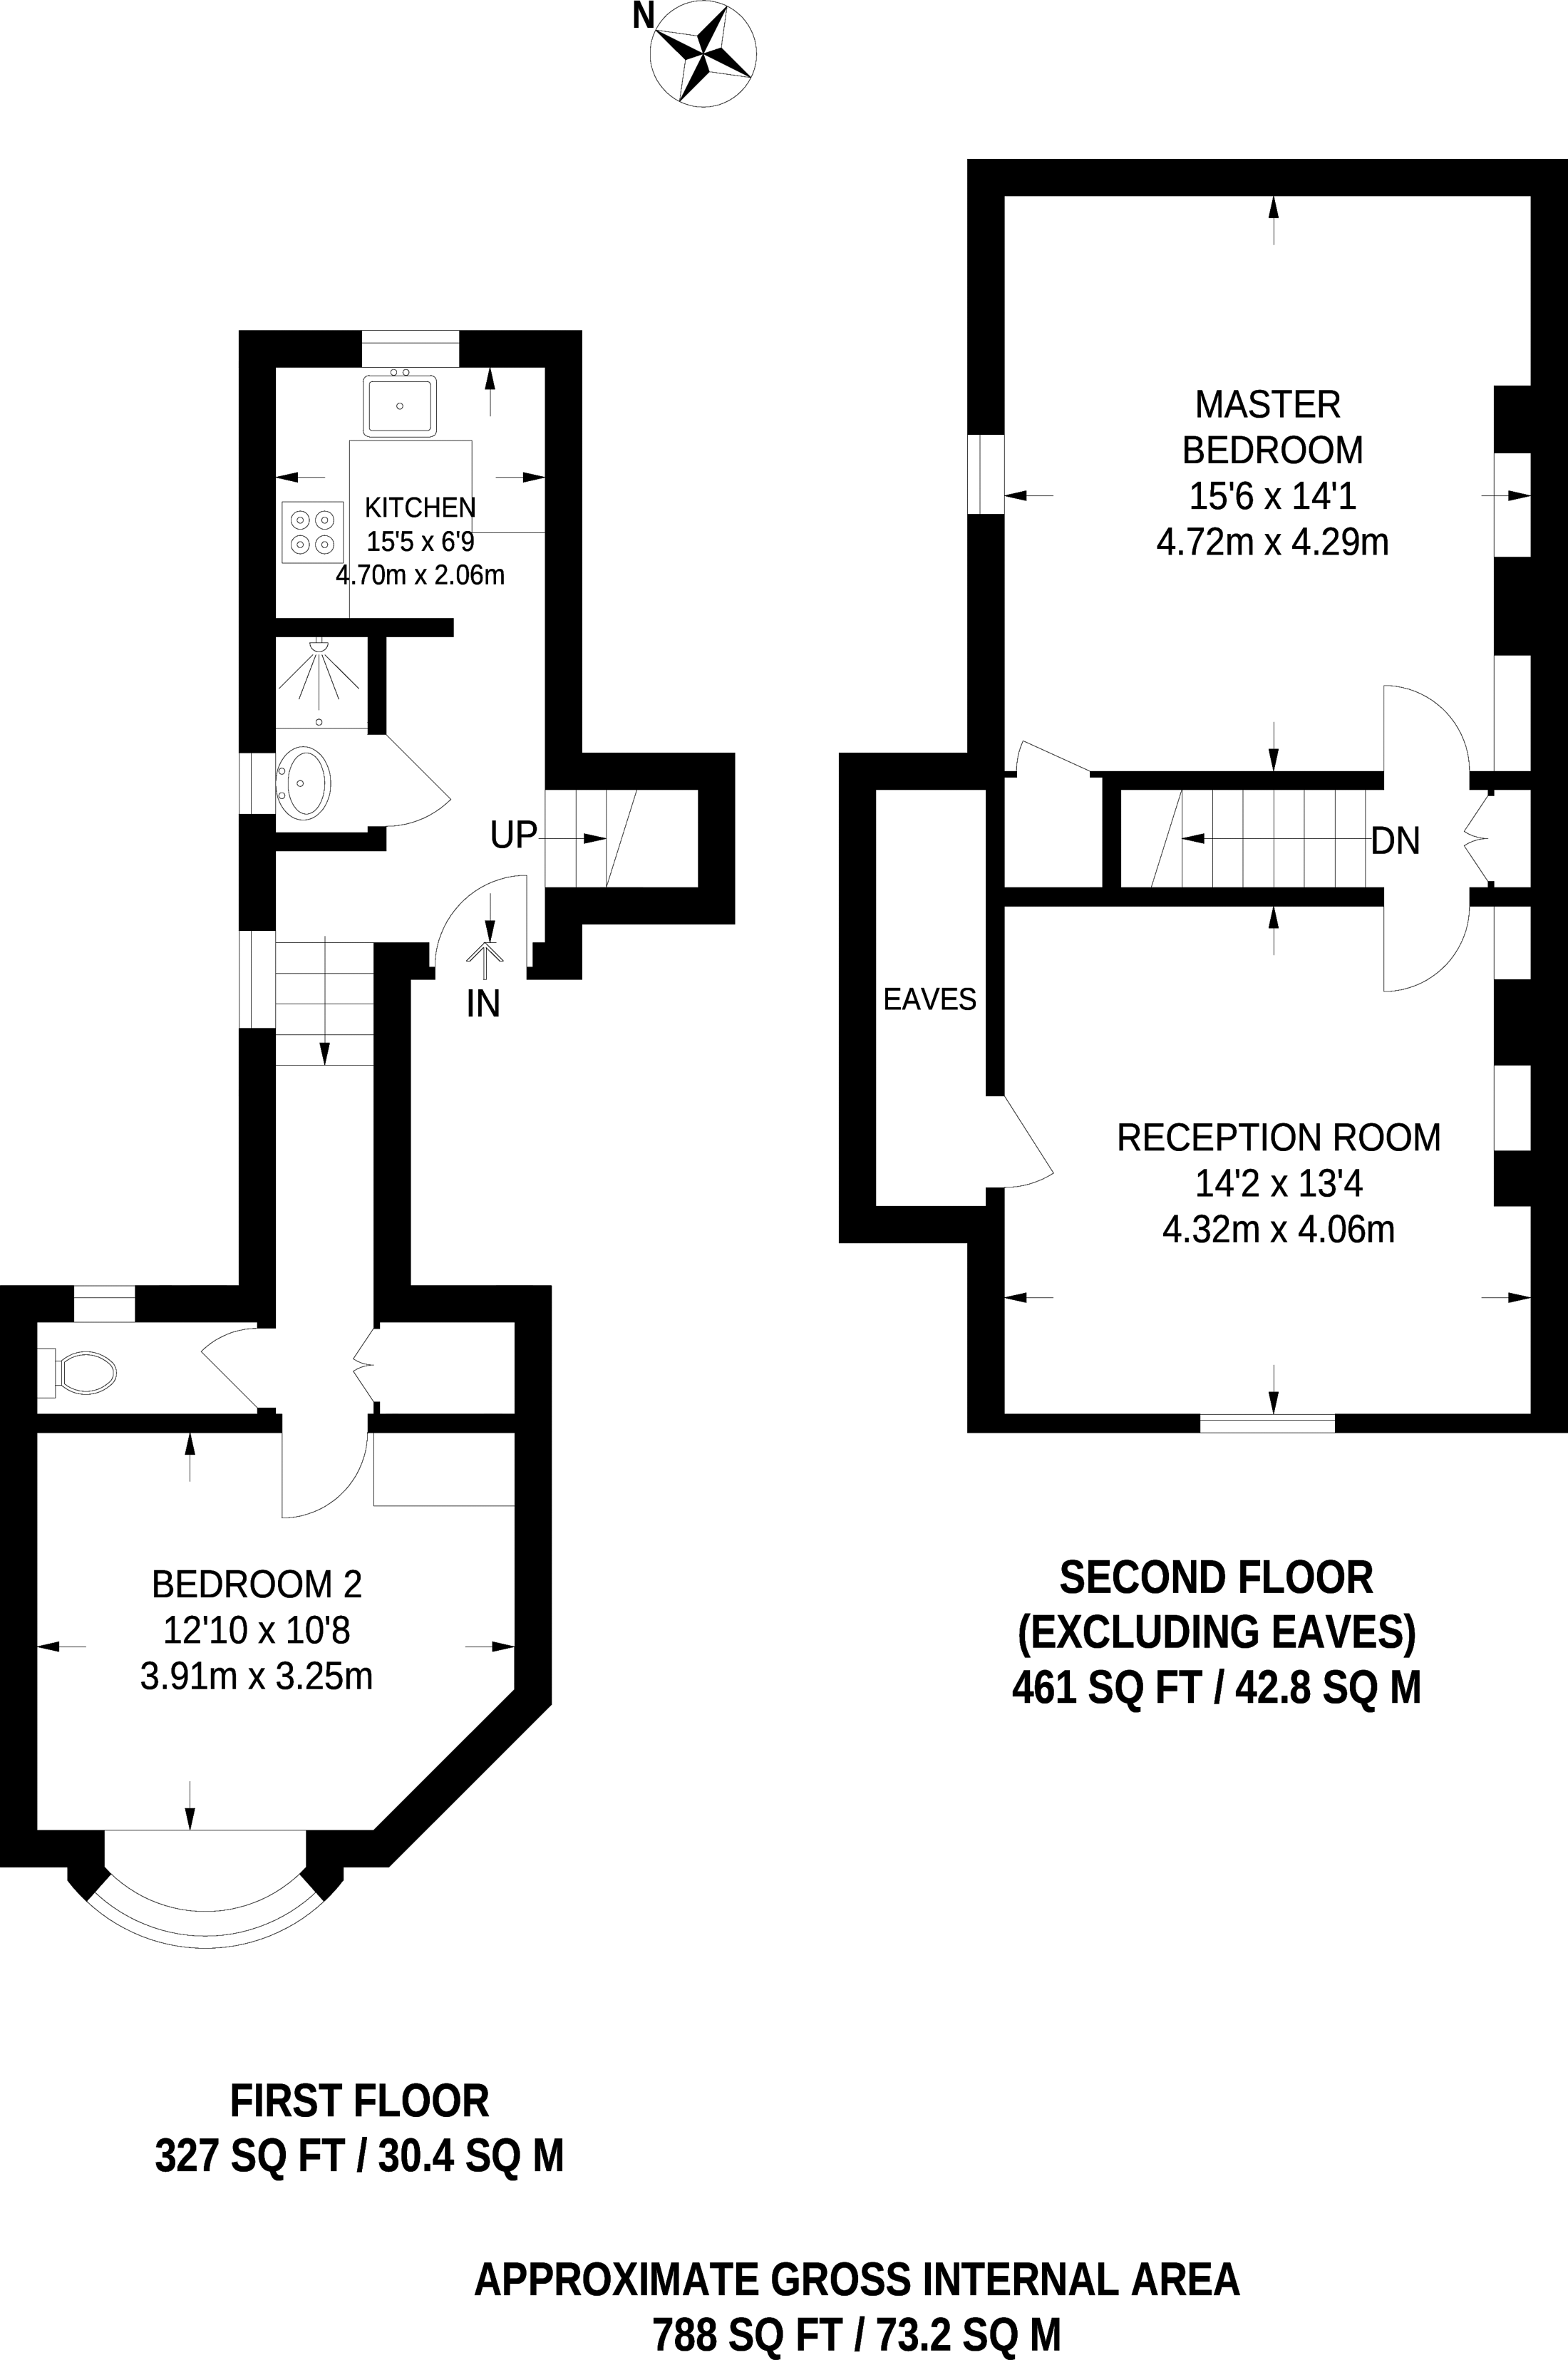 N
MASTER
BEDROOM
15'6 x 14'1
4.72m x 4.29m
KITCHEN
15'5 x 6'9
4.70m x 2.06m
UP
DN
IN
EAVES
RECEPTION ROOM
14'2 x 13'4
4.32m x 4.06m
BEDROOM 2
12'10 x 10'8
3.91m x 3.25m
SECOND FLOOR
(EXCLUDING EAVES)
461 SQ FT / 42.8 SQ M
FIRST FLOOR
327 SQ FT / 30.4 SQ M
APPROXIMATE GROSS INTERNAL AREA
788 SQ FT / 73.2 SQ M